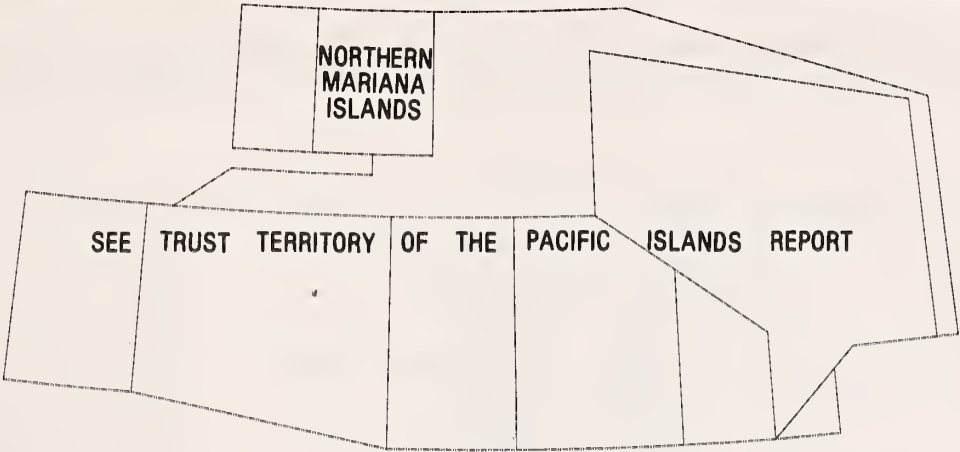 NORTHERN
MARIANA
ISLANDS
SEE TRUST TERRITORY OF THE PACIFIC ISLANDS REPORT